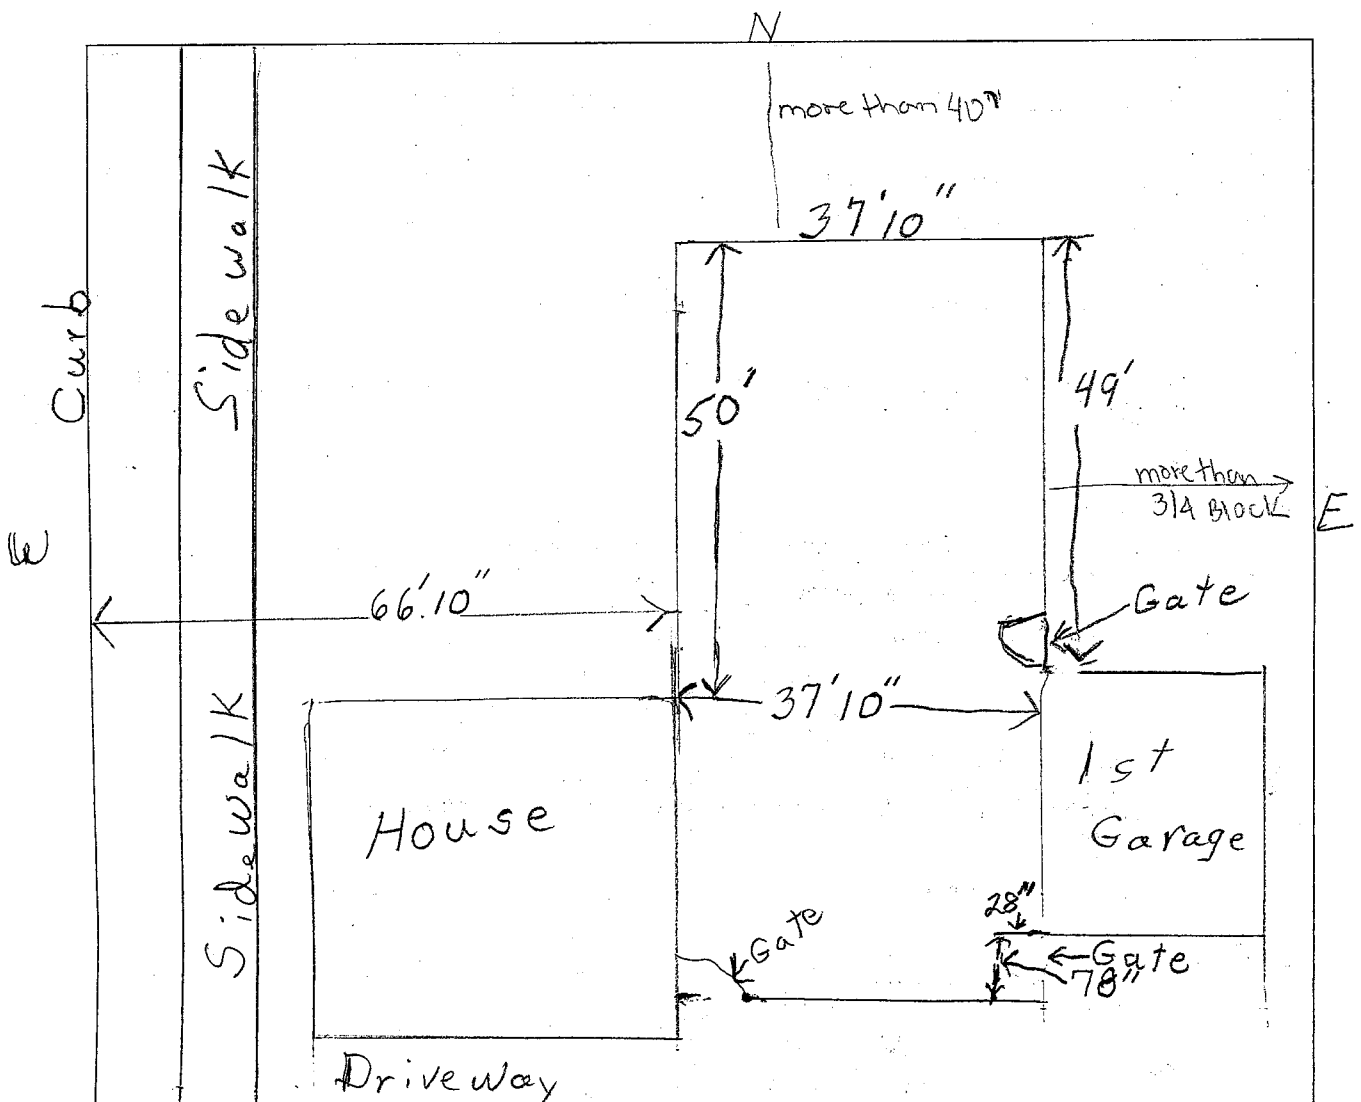 N
more than 40"
37'10"
Sidewalk
Curb
50'
49'
more than
3/4 Block
E
W
66'10"
Gate
37'10"
1st
Garage
House
Sidewalk
28"
Gate
Gate
78"
Driveway